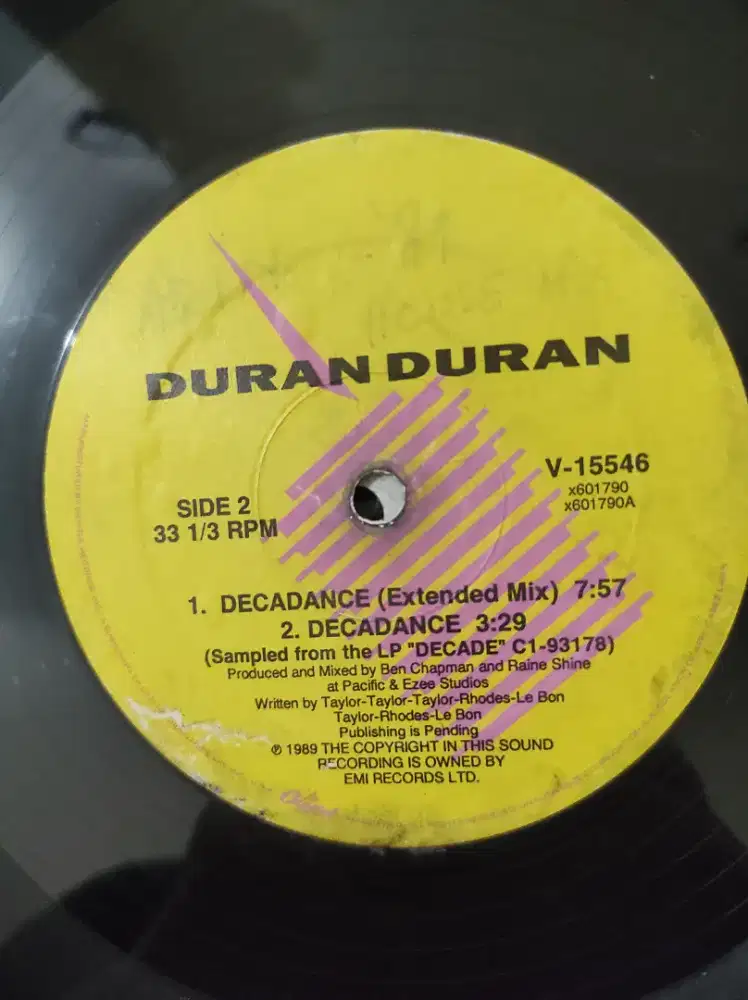 DURAN DURAN
V-15546
x601790
x601790A
SIDE 2
33 1/3 RPM
1. DECADANCE (Extended Mix) 7:57
2. DECADANCE 3:29
(Sampled from the LP "DECADE" C1-93178)
Produced and Mixed by Ben Chapman and Raine Shine
at Pacific & Ezee Studios
Written by Taylor-Taylor-Taylor-Rhodes-Le Bon
Taylor-Rhodes-Le Bon
Publishing is Pending
℗ 1989 THE COPYRIGHT IN THIS SOUND
RECORDING IS OWNED BY
EMI RECORDS LTD.
Capitol